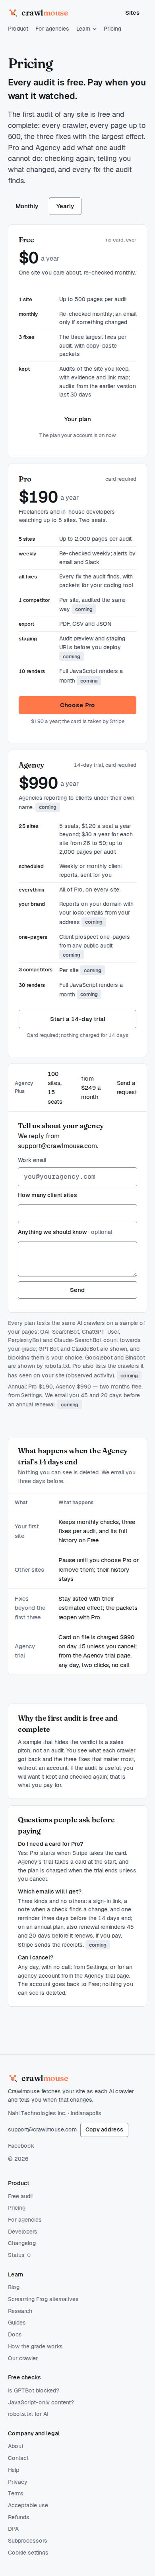 crawlmouse
Sites
Product For agencies Learn Pricing
Pricing
Every audit is free. Pay when you
want it watched.
The first audit of any site is free and
complete: every crawler, every page up to
500, the three fixes that matter most.
Pro and Agency add what one audit
cannot do: checking again, telling you
what changed, and every fix the audit
finds.
Monthly Yearly
Free no card, ever
$0 a year
One site you care about, re-checked monthly.
1 site Up to 500 pages per audit
monthly Re-checked monthly; an email
only if something changed
3 fixes The three largest fixes per
audit, with copy-paste
packets
kept Audits of the site you keep,
with evidence and link map;
audits from the earlier version
last 30 days
Your plan
The plan your account is on now
Pro card required
$190 a year
Freelancers and in-house developers
watching up to 5 sites. Two seats.
5 sites Up to 2,000 pages per audit
weekly Re-checked weekly; alerts by
email and Slack
all fixes Every fix the audit finds, with
packets for your coding tool
1 competitor Per site, audited the same
way coming
export PDF, CSV and JSON
staging Audit preview and staging
URLs before you deploy
coming
10 renders Full JavaScript renders a
month coming
Choose Pro
$190 a year; the card is taken by Stripe
Agency 14-day trial, card required
$990 a year
Agencies reporting to clients under their own
name. coming
25 sites 5 seats, $120 a seat a year
beyond; $30 a year for each
site from 26 to 50; up to
2,000 pages per audit
scheduled Weekly or monthly client
reports, sent for you
everything All of Pro, on every site
your brand Reports on your domain with
your logo; emails from your
address coming
one-pagers Client prospect one-pagers
from any public audit
coming
3 competitors Per site coming
30 renders Full JavaScript renders a
month coming
Start a 14-day trial
Card required; nothing charged for 14 days
Agency
Plus
100
sites,
15
seats
from
$249 a
month
Send a
request
Tell us about your agency
We reply from
support@crawlmouse.com.
Work email
you@youragency.com
How many client sites
Anything we should know · optional
Send
Every plan tests the same AI crawlers on a sample of
your pages: OAI-SearchBot, ChatGPT-User,
PerplexityBot and Claude-SearchBot count towards
your grade; GPTBot and ClaudeBot are shown, and
blocking them is your choice. Googlebot and Bingbot
are shown by robots.txt. Pro also lists the crawlers it
has seen on your site (observed activity). coming
Annual: Pro $190, Agency $990 — two months free,
from Settings. We email you 45 and 20 days before
an annual renewal. coming
What happens when the Agency
trial's 14 days end
Nothing you can see is deleted. We email you
three days before.
What What happens
Your first
site
Keeps monthly checks, three
fixes per audit, and its full
history on Free
Other sites
Pause until you choose Pro or
remove them; their history
stays
Fixes
beyond the
first three
Stay listed with their
estimated effect; the packets
reopen with Pro
Agency
trial
Card on file is charged $990
on day 15 unless you cancel;
from the Agency trial page,
any day, two clicks, no call
Why the first audit is free and
complete
A sample that hides the verdict is a sales
pitch, not an audit. You see what each crawler
got back and the three fixes that matter most,
without an account. If the audit is useful, you
will want it kept and checked again; that is
what you pay for.
Questions people ask before
paying
Do I need a card for Pro?
Yes: Pro starts when Stripe takes the card.
Agency's trial takes a card at the start, and
the plan is charged when the trial ends unless
you cancel.
Which emails will I get?
Three kinds and no others: a sign-in link, a
note when a check finds a change, and one
reminder three days before the 14 days end;
on an annual plan, also renewal reminders 45
and 20 days before it renews. If you pay,
Stripe sends the receipts. coming
Can I cancel?
Any day, with no call: from Settings, or for an
agency account from the Agency trial page.
The account goes back to Free; nothing you
can see is deleted.
crawlmouse
Crawlmouse fetches your site as each AI crawler
and tells you what that changes.
Nahl Technologies Inc. · Indianapolis
support@crawlmouse.com Copy address
Facebook
© 2026
Product
Free audit
Pricing
For agencies
Developers
Changelog
Status
Learn
Blog
Screaming Frog alternatives
Research
Guides
Docs
How the grade works
Our crawler
Free checks
Is GPTBot blocked?
JavaScript-only content?
robots.txt for AI
Company and legal
About
Contact
Help
Privacy
Terms
Acceptable use
Refunds
DPA
Subprocessors
Cookie settings